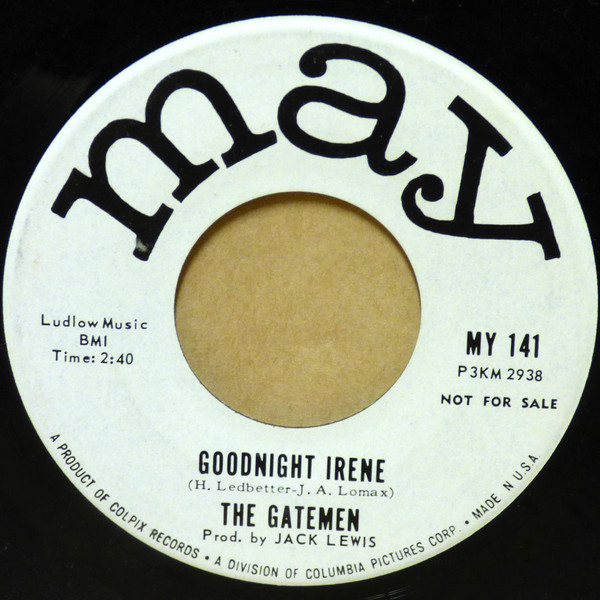 may
Ludlow Music
BMI
Time: 2:40
MY 141
P3KM 2938
NOT FOR SALE
GOODNIGHT IRENE
(H. Ledbetter-J. A. Lomax)
THE GATEMEN
Prod. by JACK LEWIS
A PRODUCT OF COLPIX RECORDS • A DIVISION OF COLUMBIA PICTURES CORP. • MADE N U.S.A